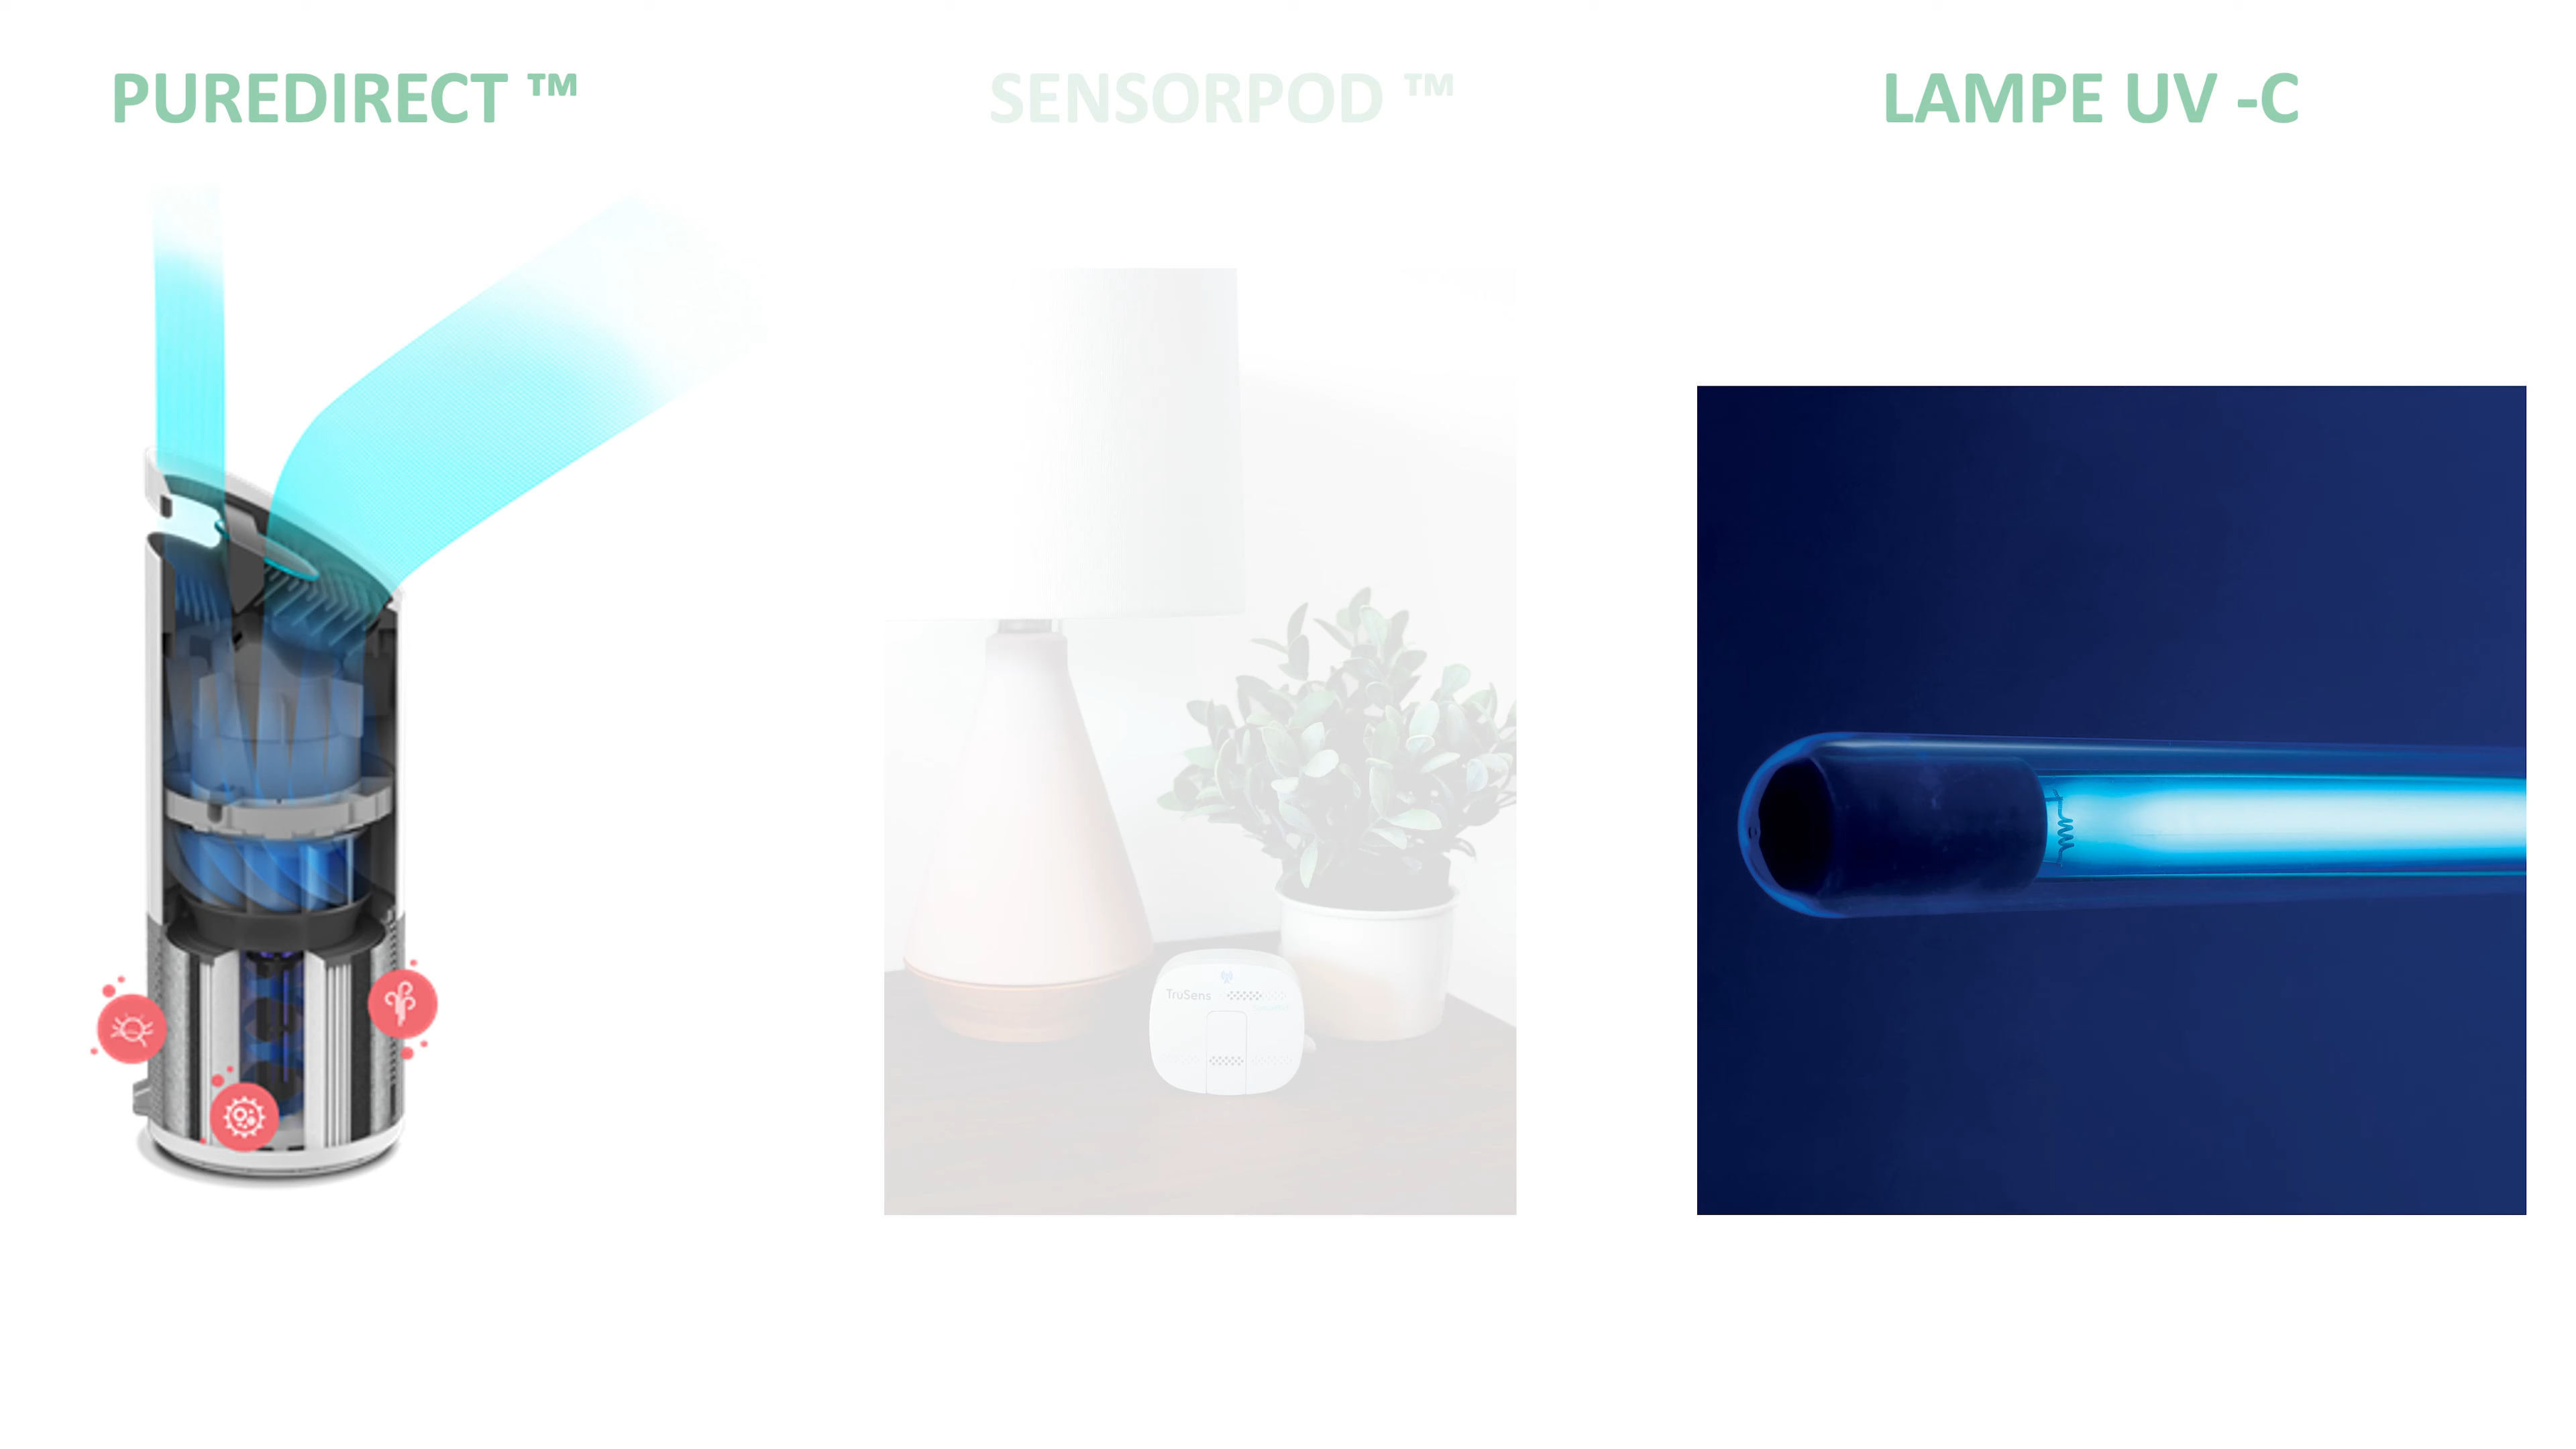 PUREDIRECT ™
SENSORPOD ™
LAMPE UV -C
TruSens